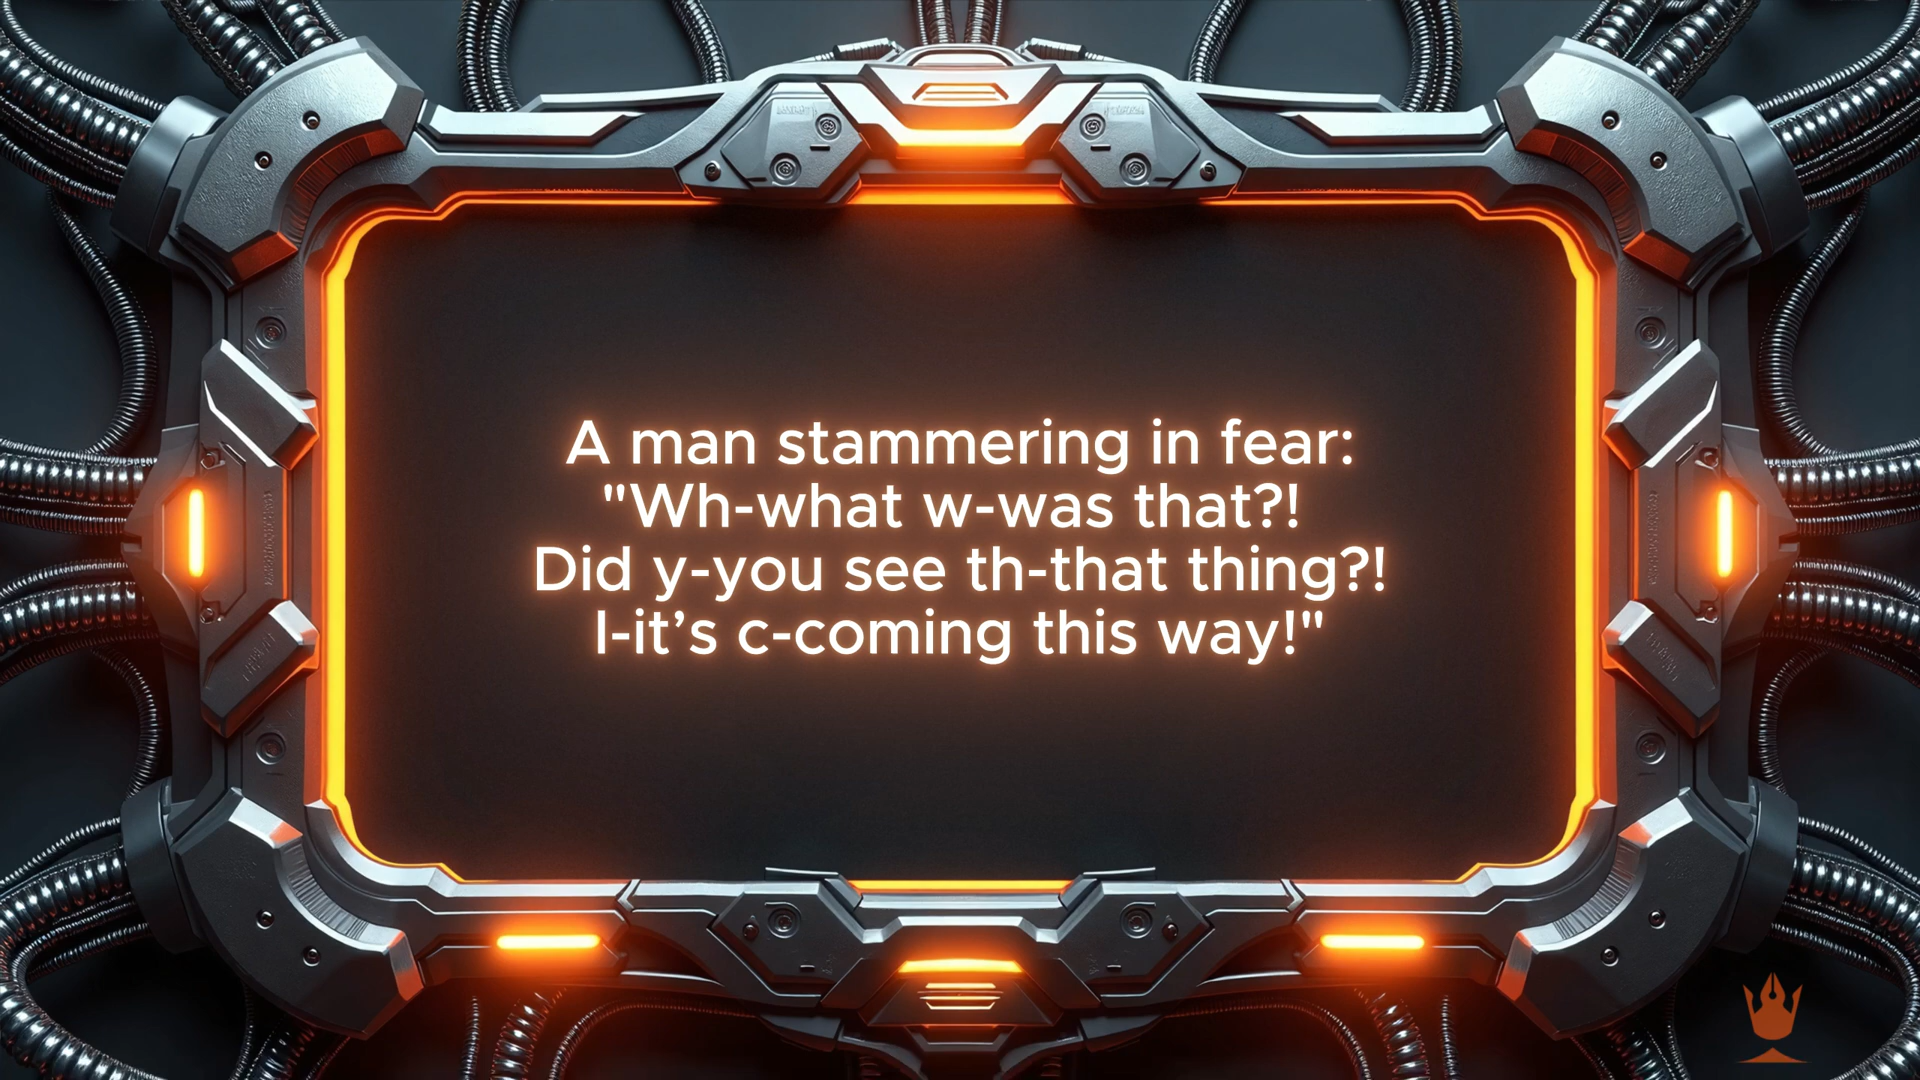 A man stammering in fear:
"Wh-what w-was that?!
Did y-you see th-that thing?!
I-it’s c-coming this way!"